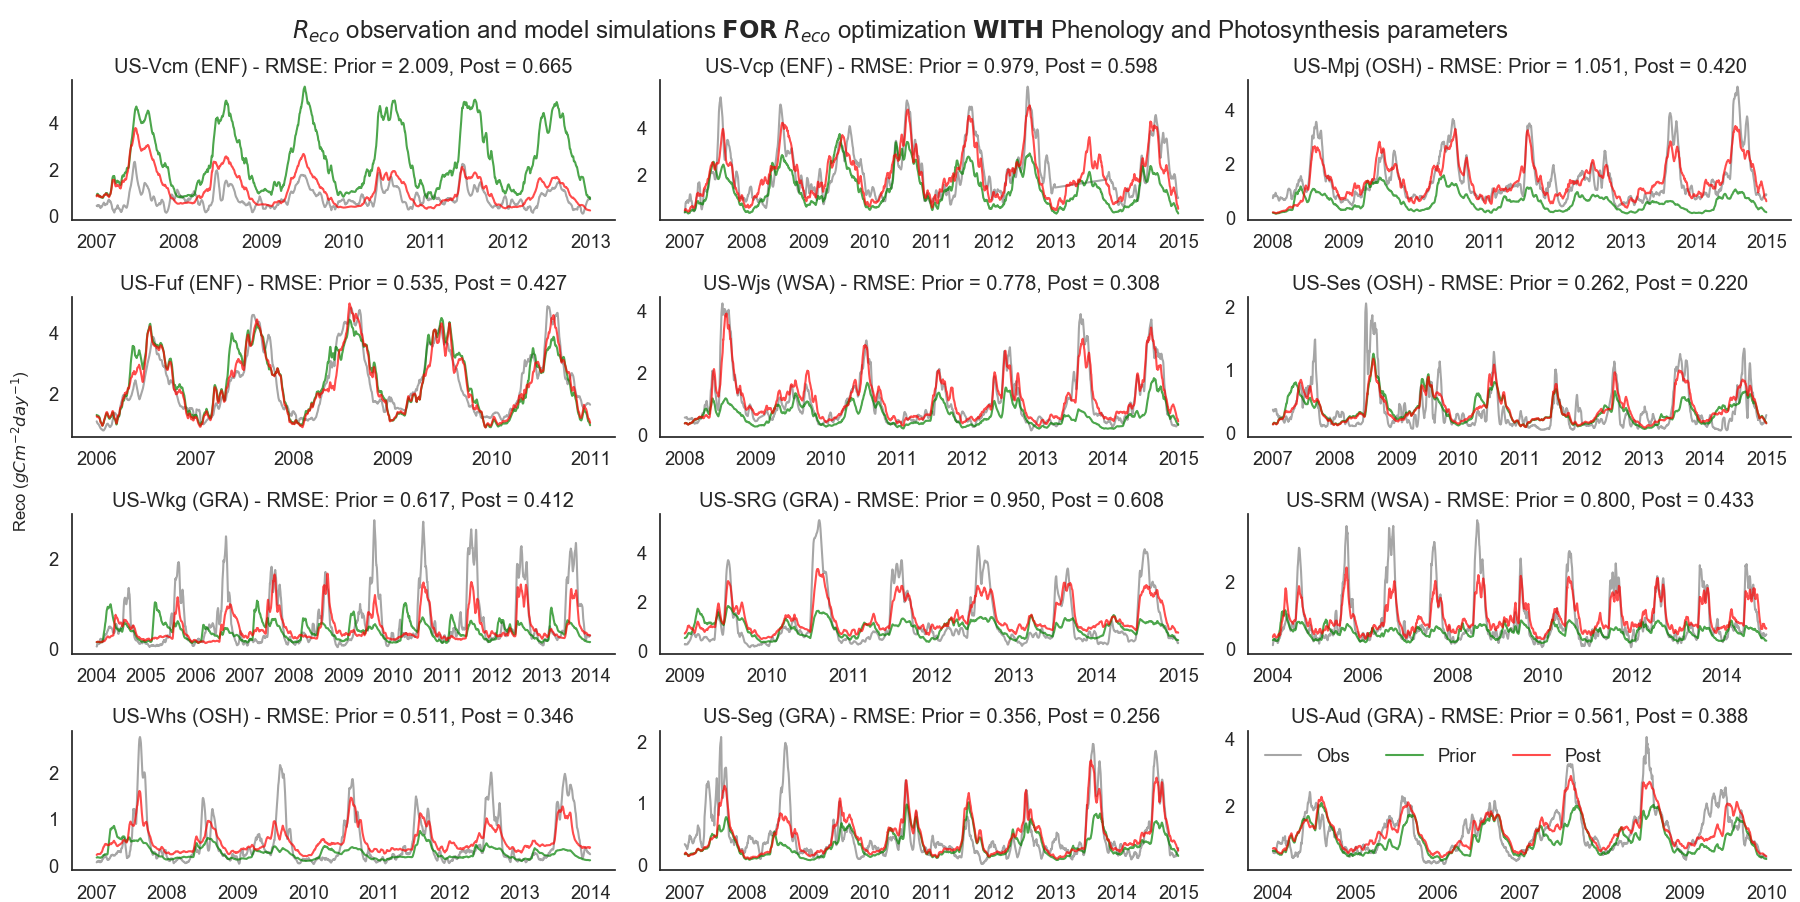 Reco observation and model simulations FOR Reco optimization WITH Phenology and Photosynthesis parameters
US-Vcm (ENF) - RMSE: Prior = 2.009, Post = 0.665
US-Vcp (ENF) - RMSE: Prior = 0.979, Post = 0.598
US-Mpj (OSH) - RMSE: Prior = 1.051, Post = 0.420
4
2
0
2007 2008 2009 2010 2011 2012 2013
4
2
2007 2008 2009 2010 2011 2012 2013 2014 2015
4
2
0
2008 2009 2010 2011 2012 2013 2014 2015
US-Fuf (ENF) - RMSE: Prior = 0.535, Post = 0.427
US-Wjs (WSA) - RMSE: Prior = 0.778, Post = 0.308
US-Ses (OSH) - RMSE: Prior = 0.262, Post = 0.220
4
2
2006 2007 2008 2009 2010 2011
4
2
0
2008 2009 2010 2011 2012 2013 2014 2015
2
1
0
2007 2008 2009 2010 2011 2012 2013 2014 2015
Reco (gCm⁻²day⁻¹)
US-Wkg (GRA) - RMSE: Prior = 0.617, Post = 0.412
US-SRG (GRA) - RMSE: Prior = 0.950, Post = 0.608
US-SRM (WSA) - RMSE: Prior = 0.800, Post = 0.433
2
0
2004 2005 2006 2007 2008 2009 2010 2011 2012 2013 2014
4
2
0
2009 2010 2011 2012 2013 2014 2015
2
0
2004 2006 2008 2010 2012 2014
US-Whs (OSH) - RMSE: Prior = 0.511, Post = 0.346
US-Seg (GRA) - RMSE: Prior = 0.356, Post = 0.256
US-Aud (GRA) - RMSE: Prior = 0.561, Post = 0.388
2
1
0
2007 2008 2009 2010 2011 2012 2013 2014
2
1
0
2007 2008 2009 2010 2011 2012 2013 2014 2015
Obs Prior Post
4
2
2004 2005 2006 2007 2008 2009 2010